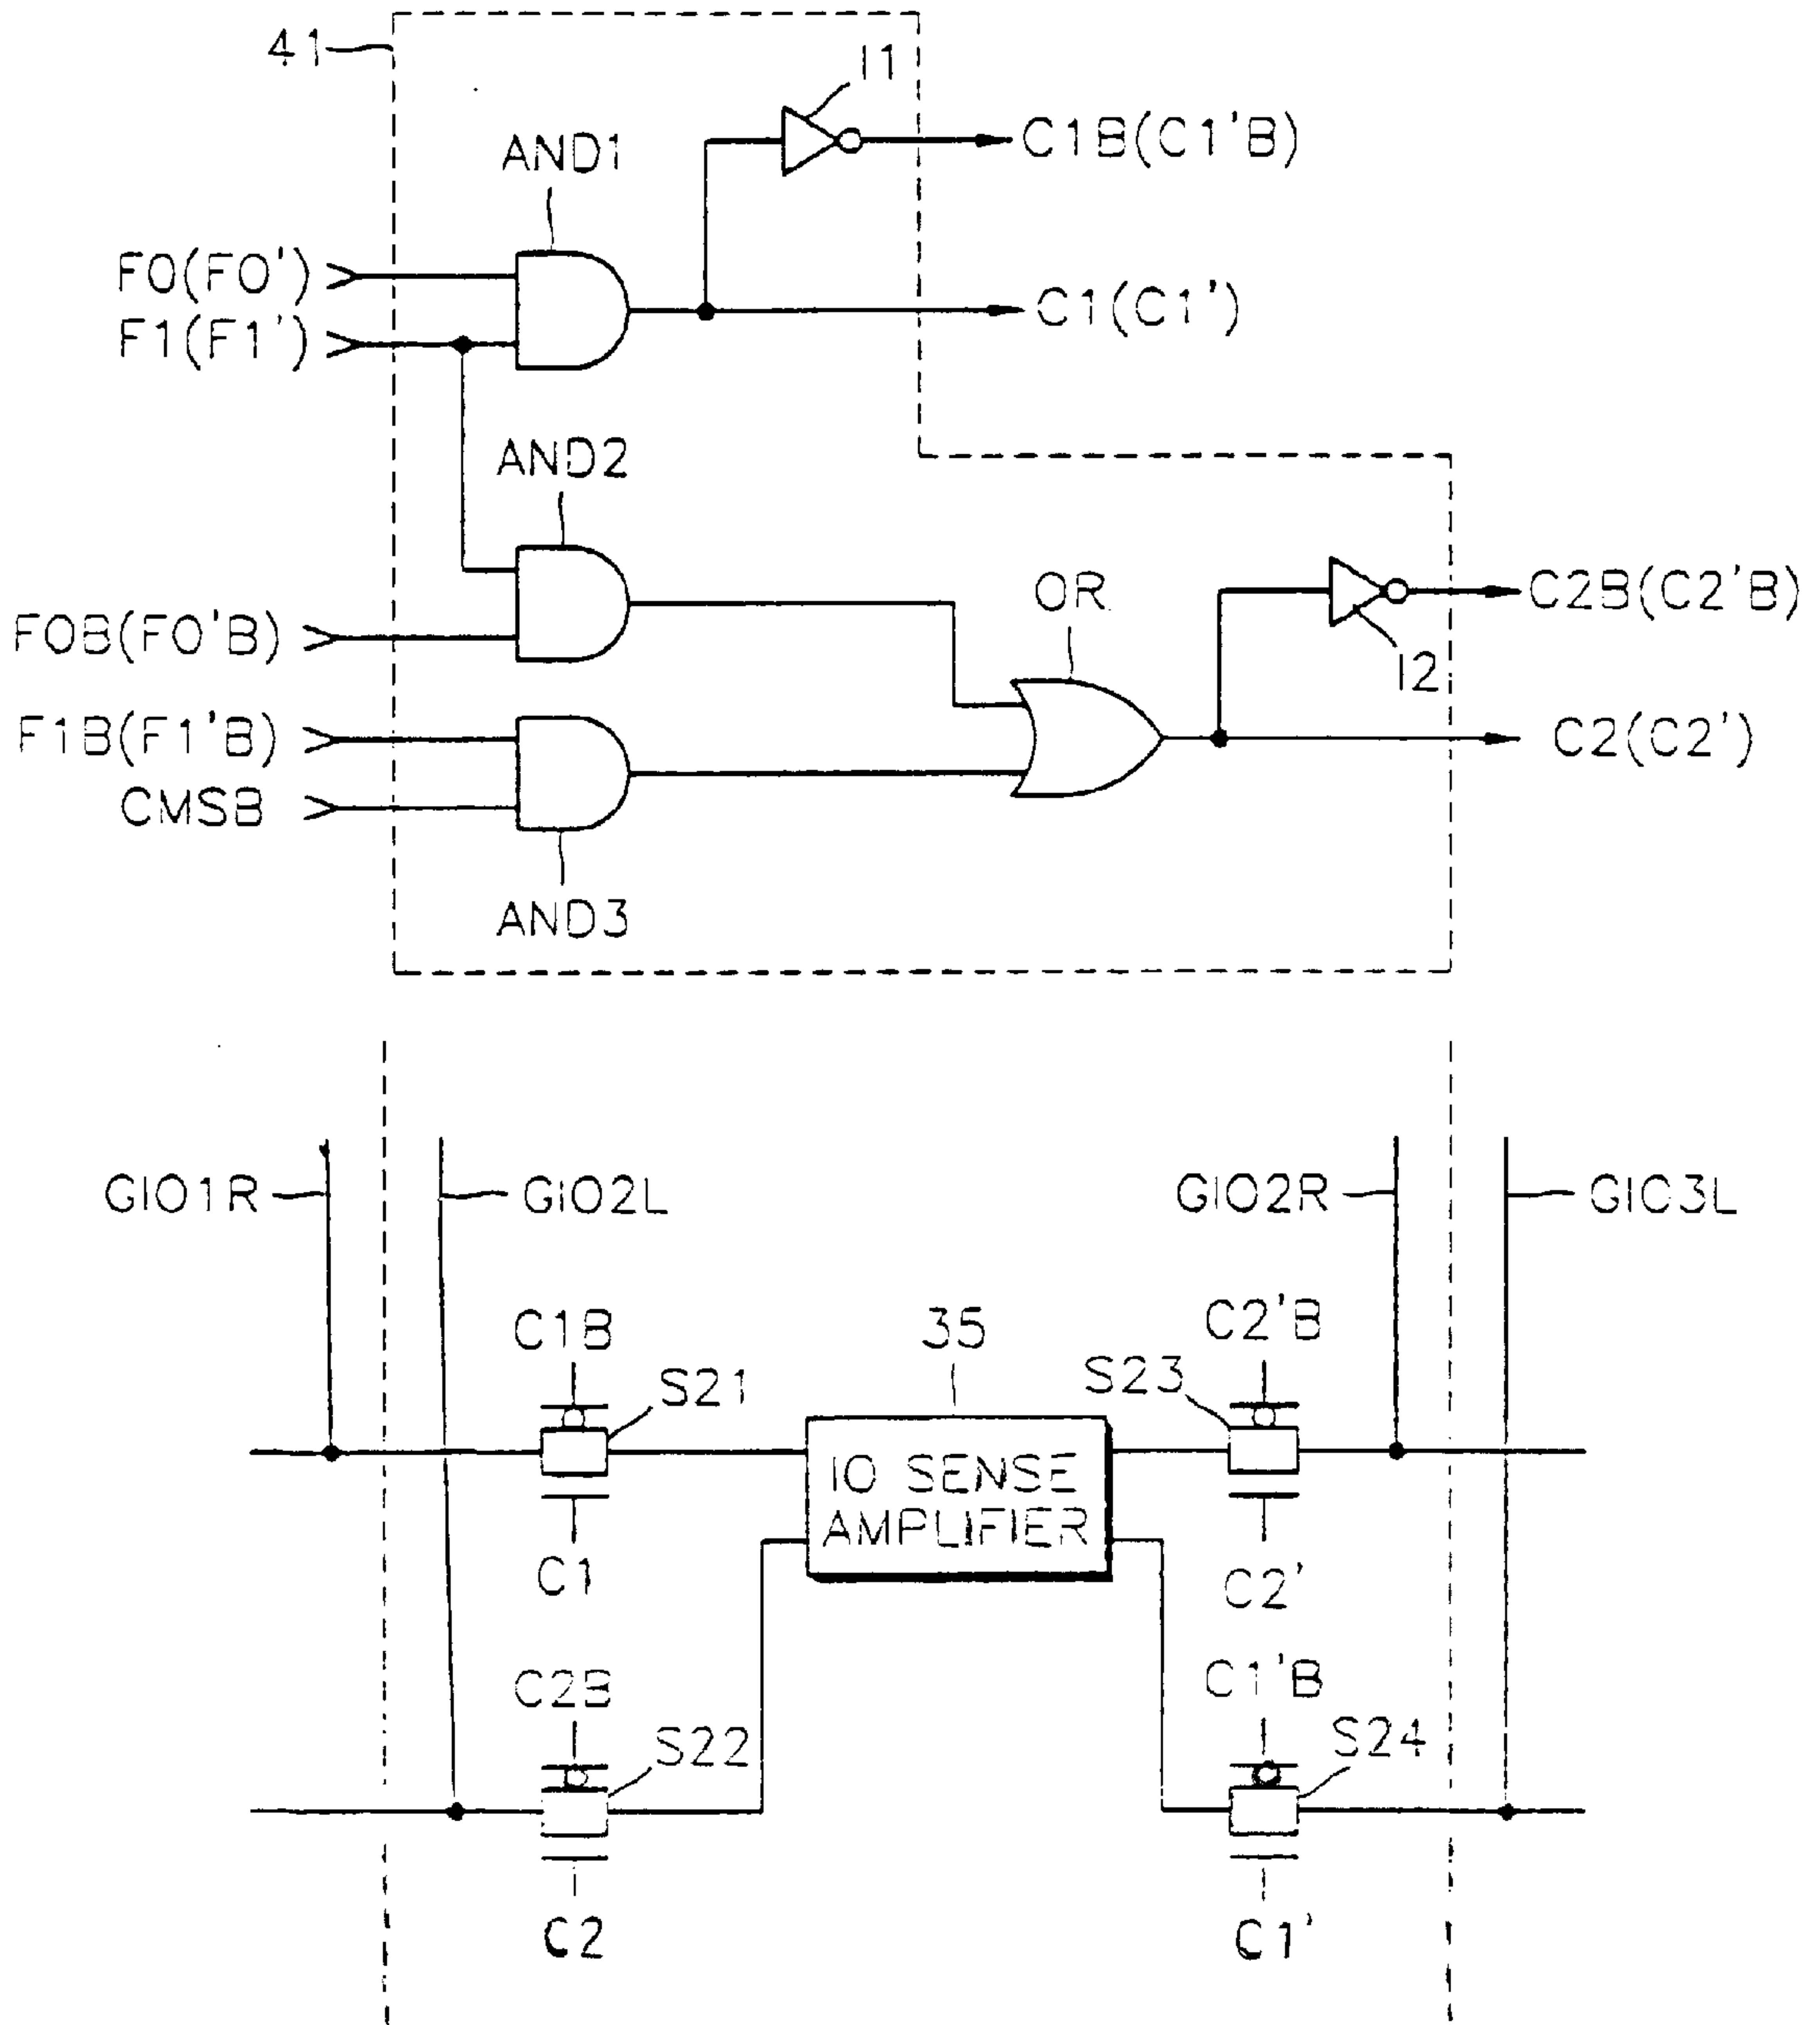 41
I1
C1B(C1'B)
AND1
F0(F0')
C1(C1')
F1(F1')
AND2
OR
C2B(C2'B)
F0B(F0'B)
I2
F1B(F1'B)
C2(C2')
CMSB
AND3
GIO1R
GIO2L
GIO2R
GIO3L
C1B
35
C2'B
S21
S23
IO SENSE
AMPLIFIER
C1
C2'
C2B
C1'B
S22
S24
C2
C1'